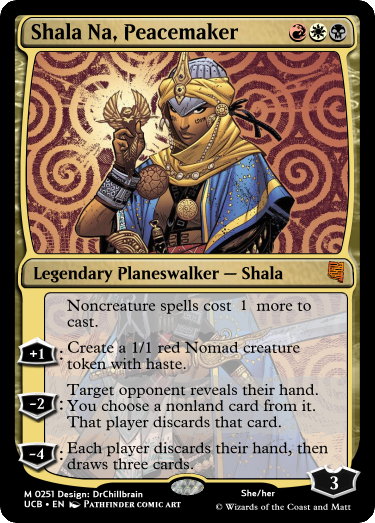 Shala Na, Peacemaker
Legendary Planeswalker — Shala
Noncreature spells cost 1 more to
cast.
+1: Create a 1/1 red Nomad creature
token with haste.
-2: Target opponent reveals their hand.
You choose a nonland card from it.
That player discards that card.
-4: Each player discards their hand, then
draws three cards.
3
M 0251 Design: DrChillbrain
She/her
UCB • EN Pathfinder comic art
© Wizards of the Coast and Matt